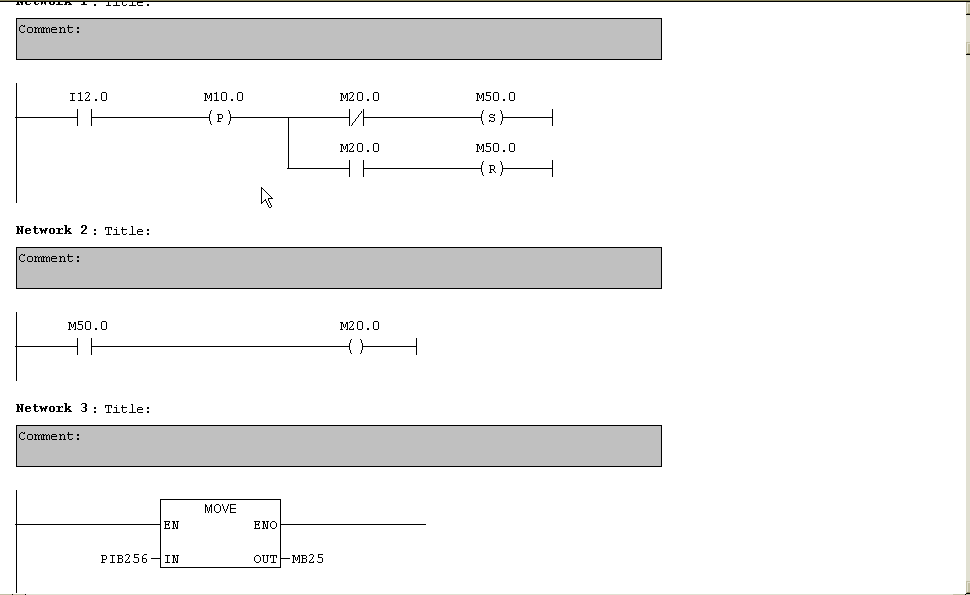 Network 1: Title:
Comment:
I12.0 M10.0 M20.0 M50.0
(P) (S)
M20.0 M50.0
(R)
Network 2: Title:
Comment:
M50.0 M20.0
( )
Network 3: Title:
Comment:
MOVE
EN ENO
PIB256 IN OUT MB25